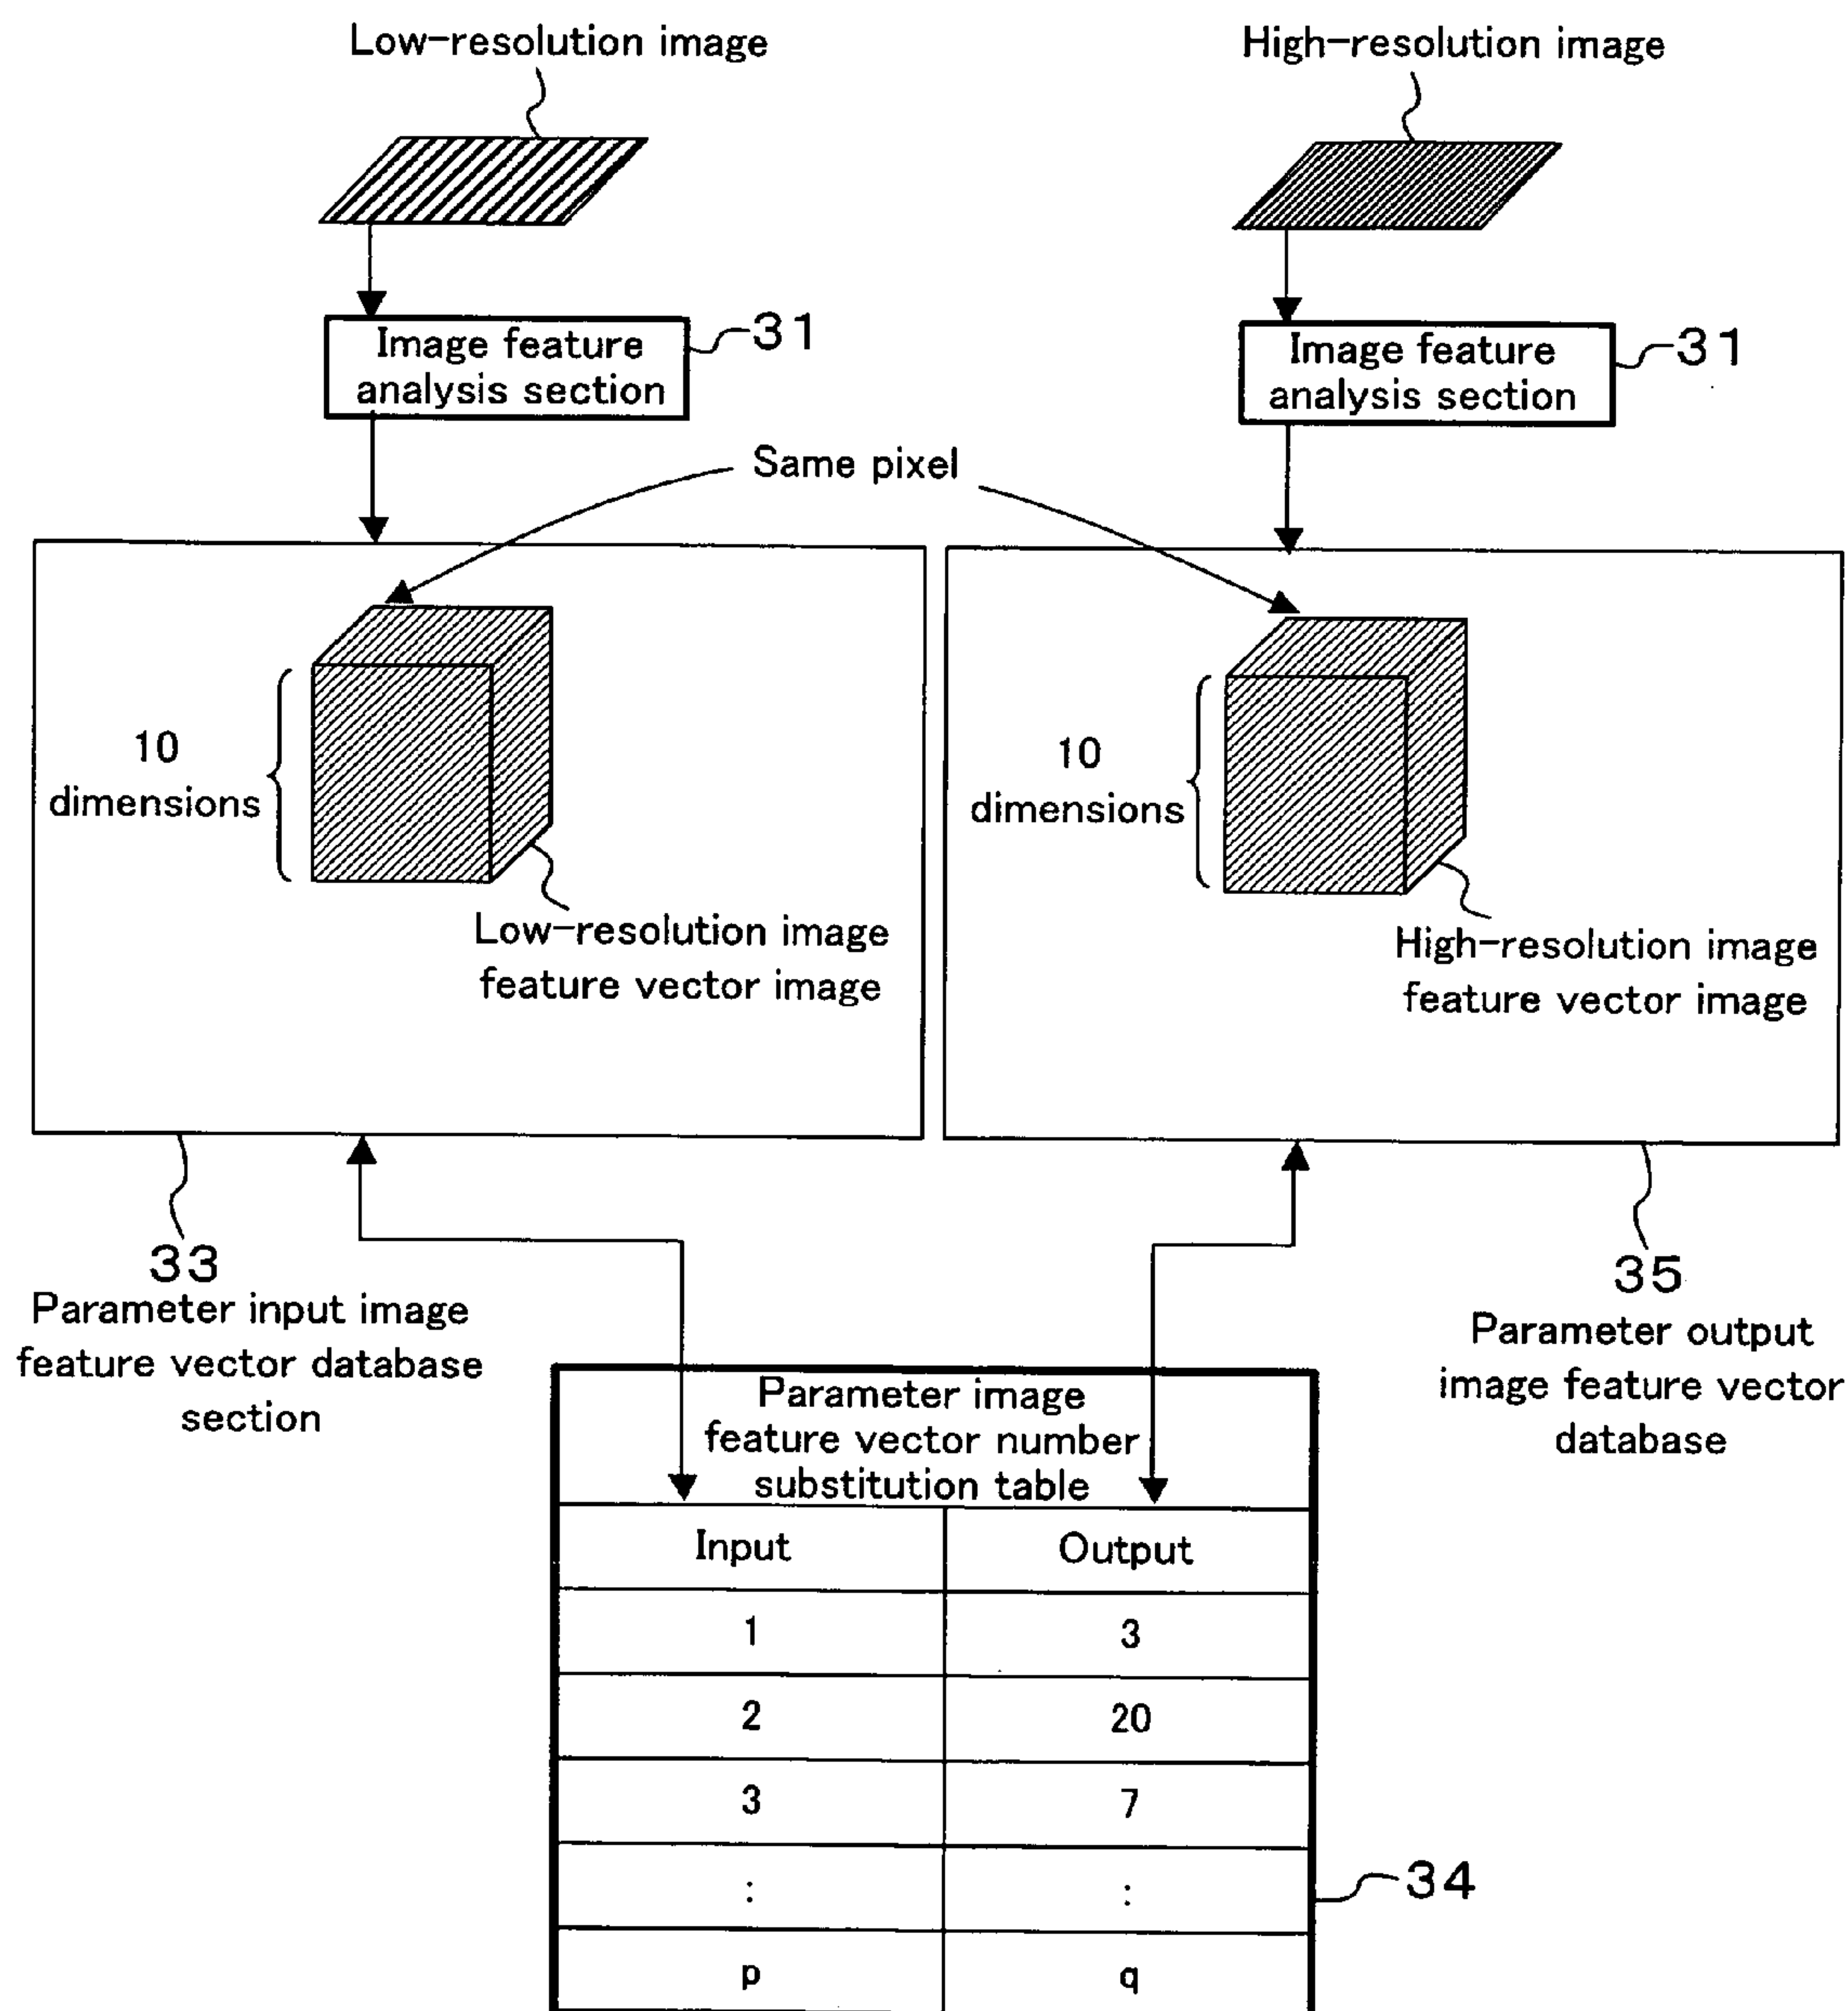 Low-resolution image
High-resolution image
Image feature
analysis section
31
Image feature
analysis section
31
Same pixel
10
dimensions
Low-resolution image
feature vector image
10
dimensions
High-resolution image
feature vector image
33
Parameter input image
feature vector database
section
35
Parameter output
image feature vector
database
Parameter image
feature vector number
substitution table
Input Output
1 3
2 20
3 7
: :
p q
34